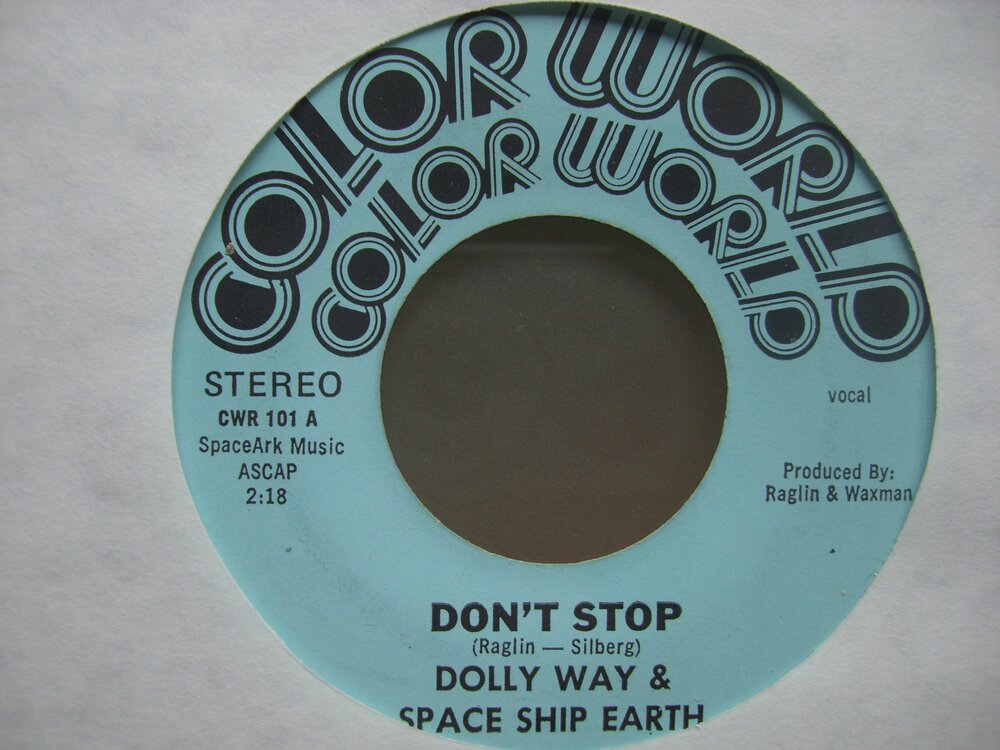 COLOR WORLD
COLOR WORLD
STEREO
CWR 101 A
SpaceArk Music
ASCAP
2:18
vocal
Produced By:
Raglin & Waxman
DON'T STOP
(Raglin — Silberg)
DOLLY WAY &
SPACE SHIP EARTH